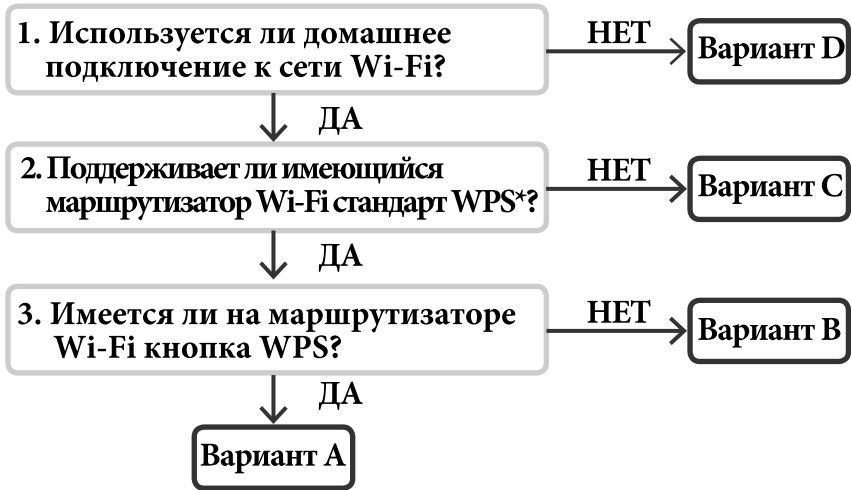 1. Используется ли домашнее
подключение к сети Wi-Fi?
НЕТ
Вариант D
ДА
2. Поддерживает ли имеющийся
маршрутизатор Wi-Fi стандарт WPS*?
НЕТ
Вариант C
ДА
3. Имеется ли на маршрутизаторе
Wi-Fi кнопка WPS?
НЕТ
Вариант B
ДА
Вариант A